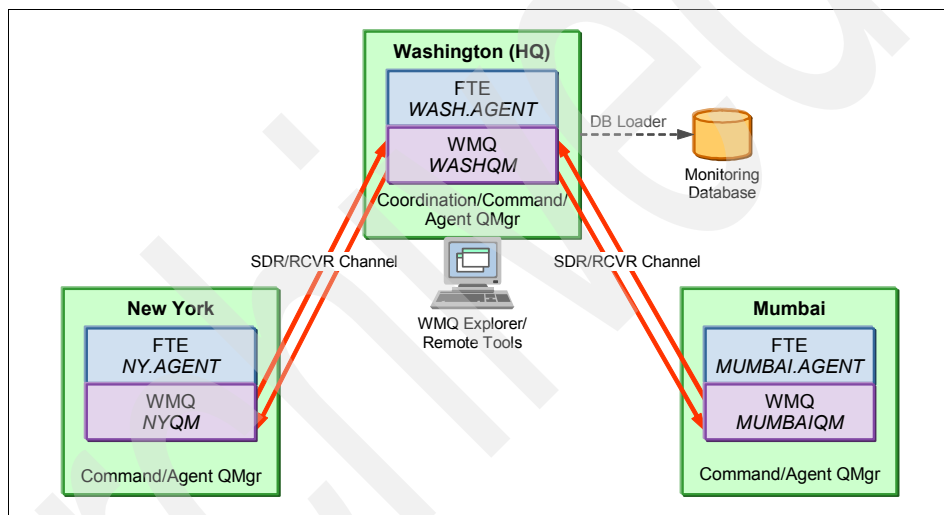 Washington (HQ)
FTE
WASH.AGENT
WMQ
WASHQM
Coordination/Command/
Agent QMgr
DB Loader
Monitoring
Database
SDR/RCVR Channel
SDR/RCVR Channel
WMQ Explorer/
Remote Tools
New York
FTE
NY.AGENT
WMQ
NYQM
Command/Agent QMgr
Mumbai
FTE
MUMBAI.AGENT
WMQ
MUMBAIQM
Command/Agent QMgr